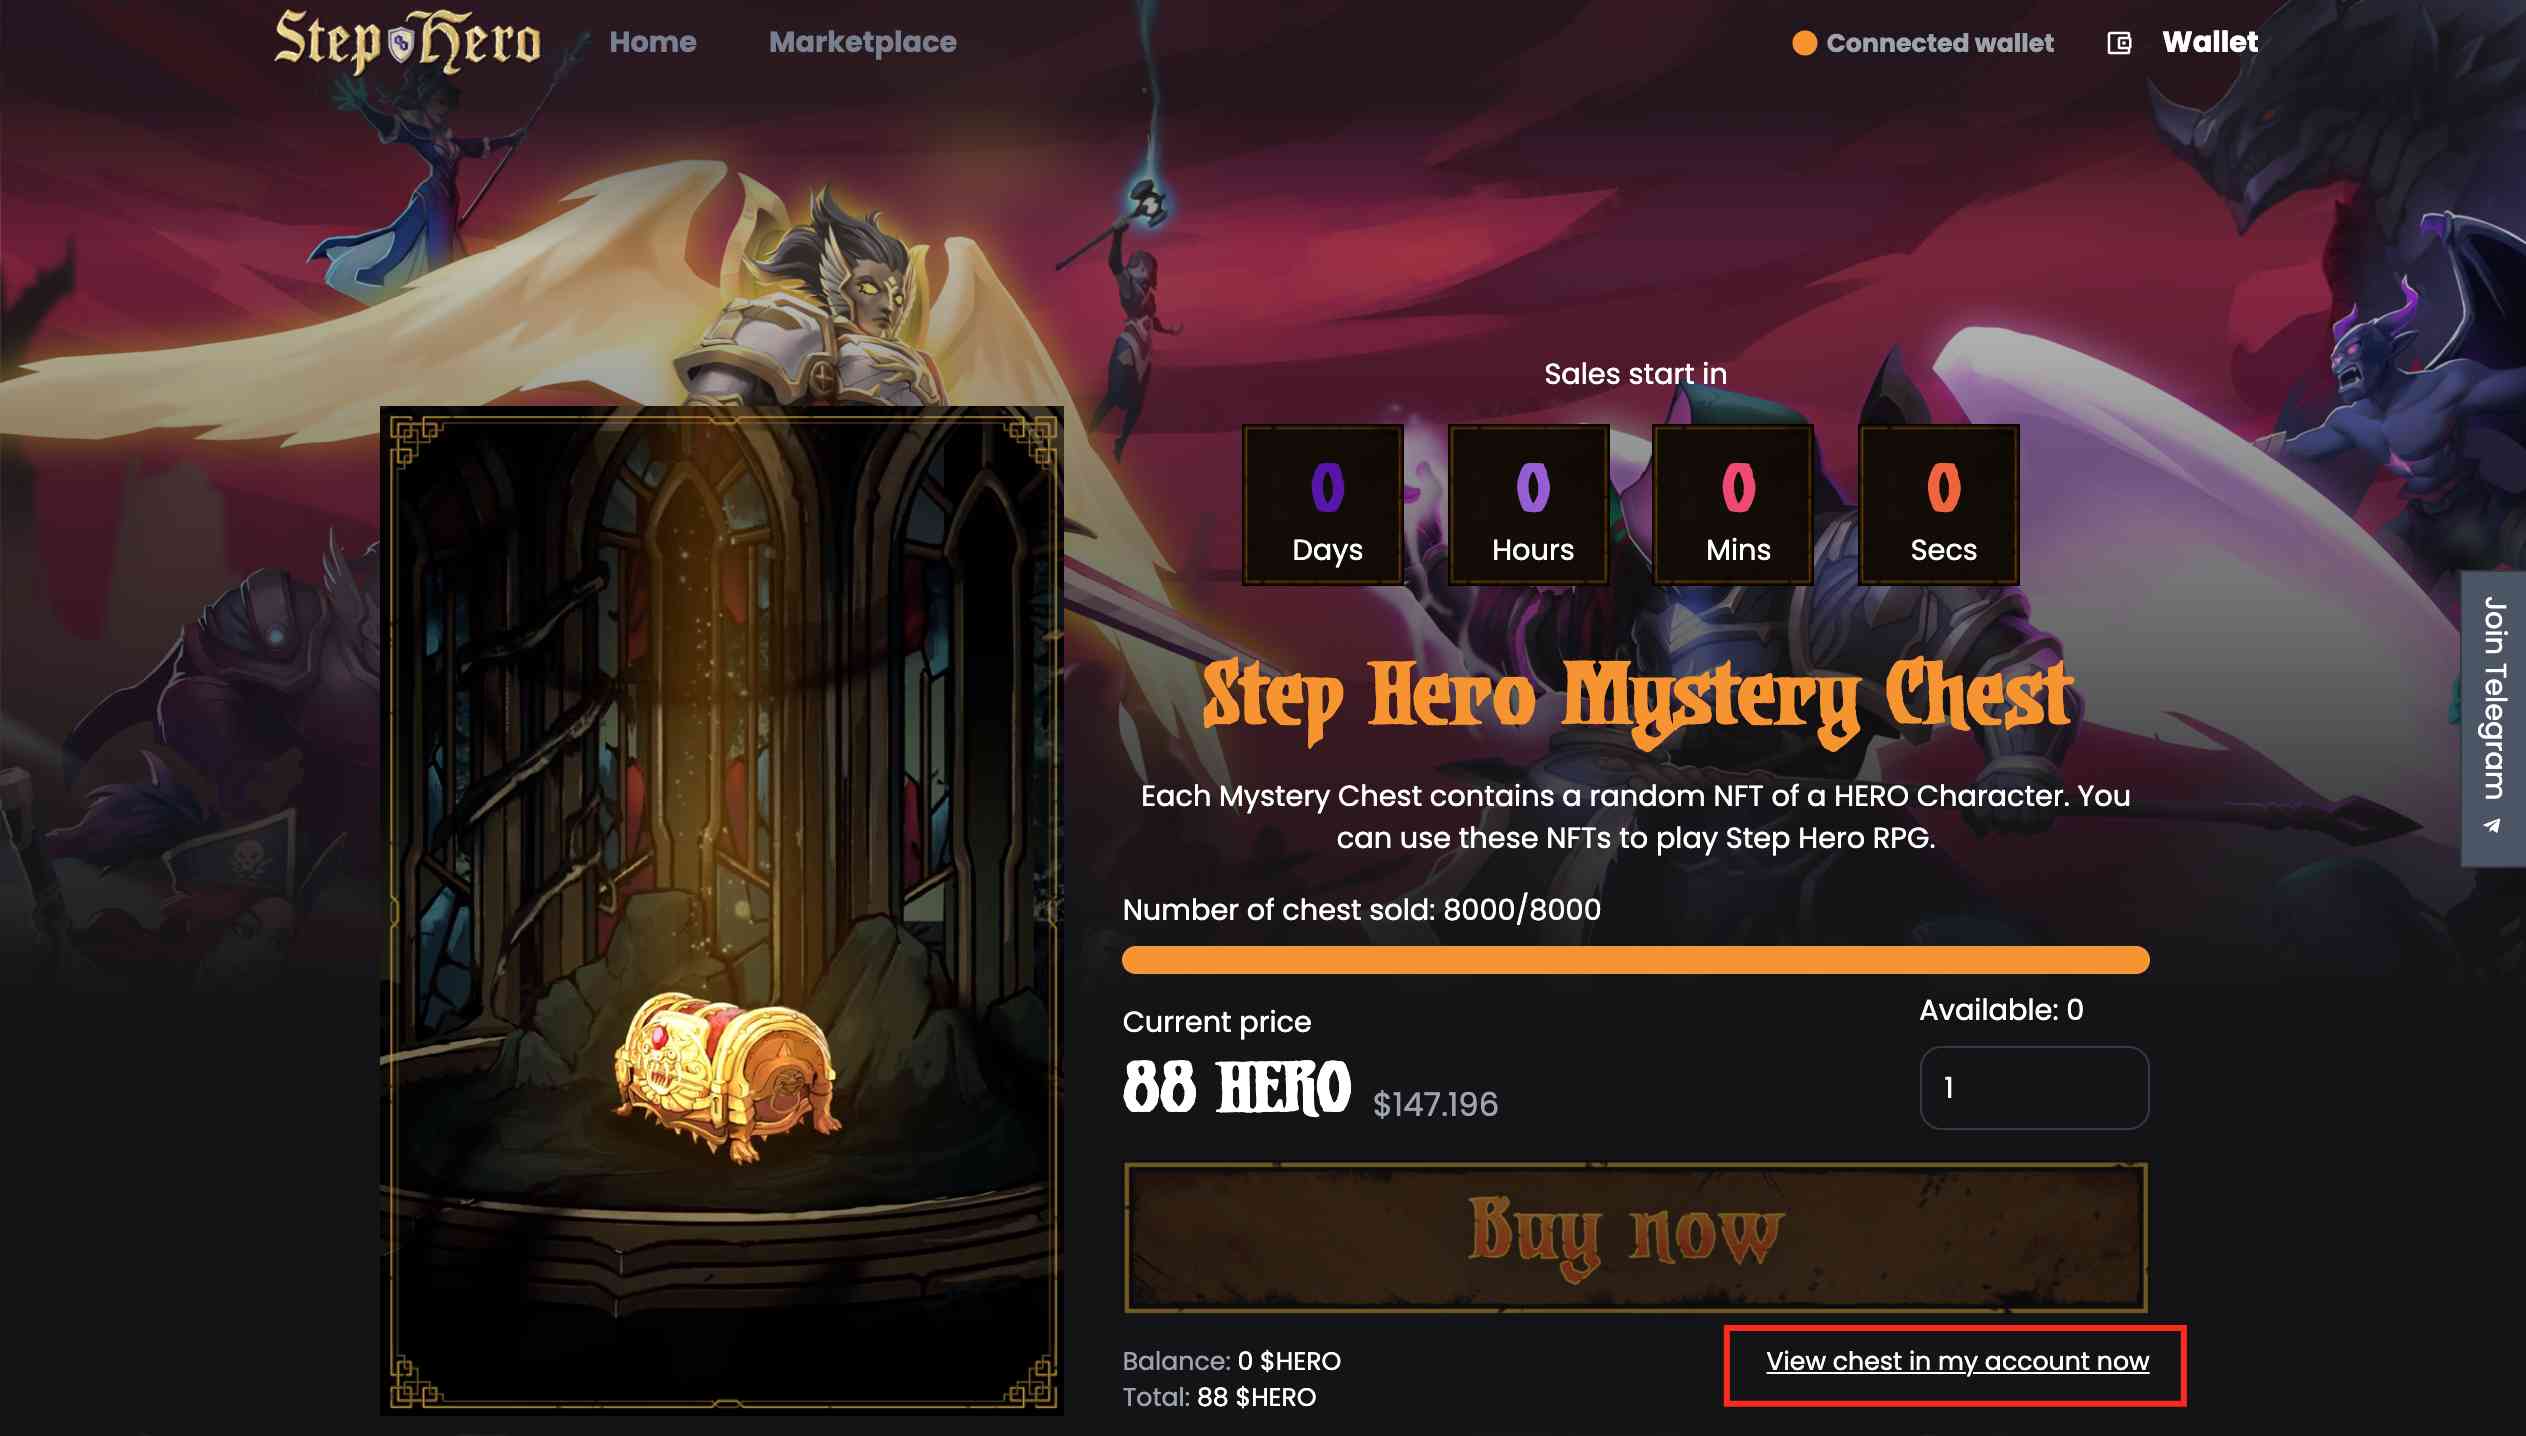 Step Hero
Home
Marketplace
Connected wallet
Wallet
Sales start in
0
Days
0
Hours
0
Mins
0
Secs
Step Hero Mystery Chest
Each Mystery Chest contains a random NFT of a HERO Character. You
can use these NFTs to play Step Hero RPG.
Number of chest sold: 8000/8000
Current price
Available: 0
88 HERO $147.196
1
Buy now
Balance: 0 $HERO
View chest in my account now
Total: 88 $HERO
Join Telegram